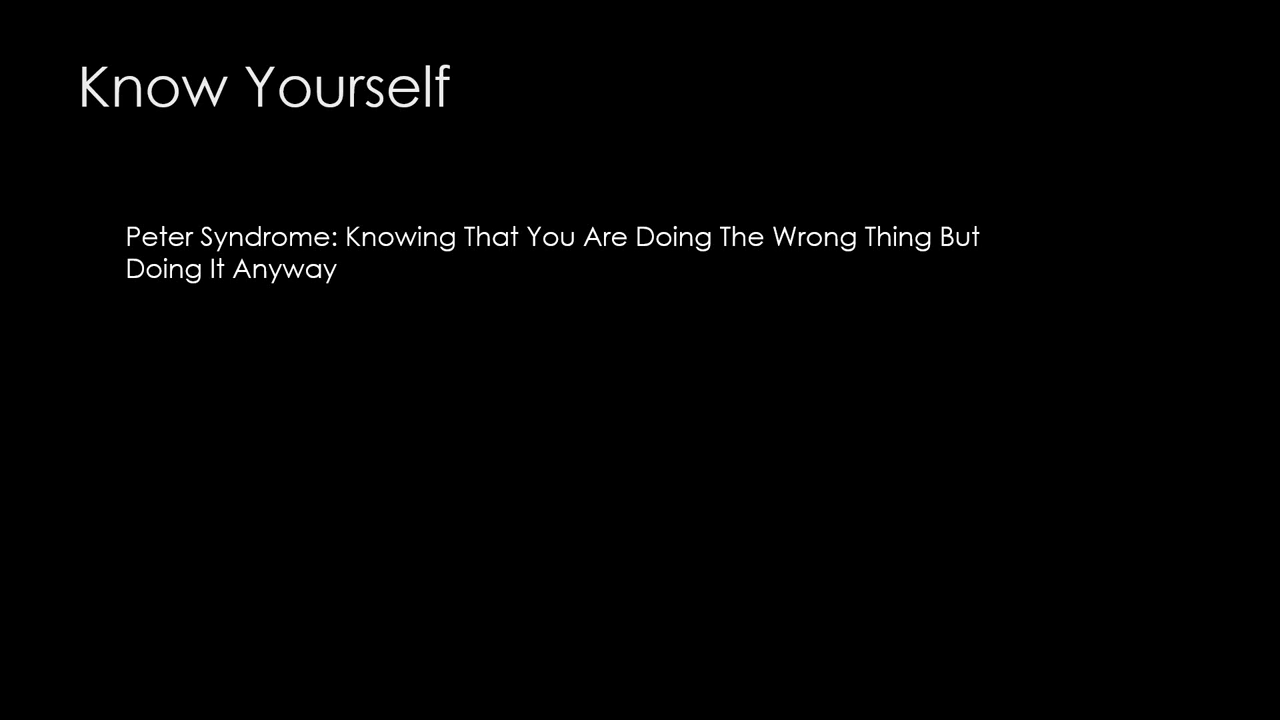 Know Yourself
Peter Syndrome: Knowing That You Are Doing The Wrong Thing But
Doing It Anyway